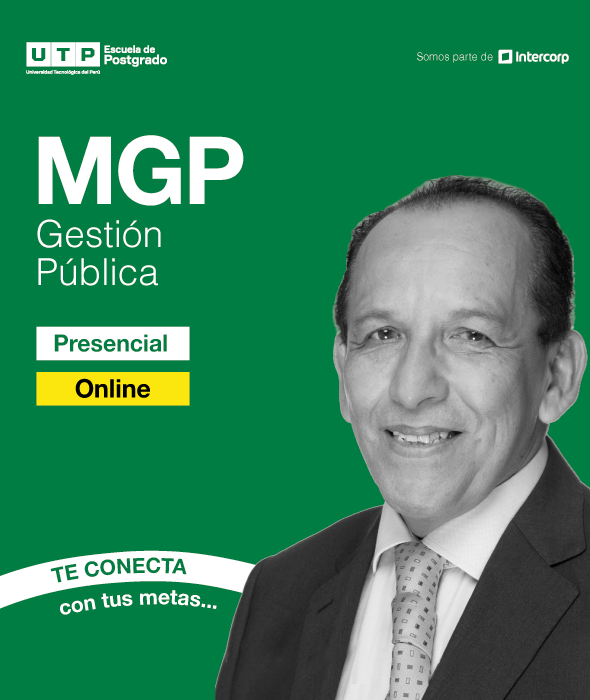 UTP
Escuela de
Postgrado
Universidad Tecnológica del Perú
Somos parte de Intercorp
MGP
Gestión
Pública
Presencial
Online
TE CONECTA
con tus metas...